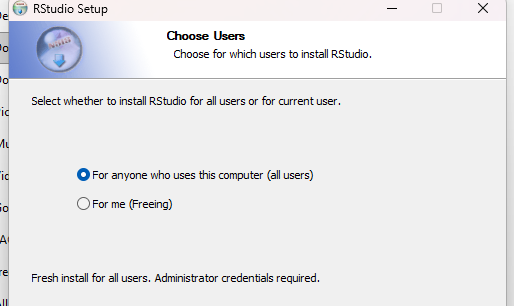 RStudio Setup
Choose Users
Choose for which users to install RStudio.
Select whether to install RStudio for all users or for current user.
For anyone who uses this computer (all users)
For me (Freeing)
Fresh install for all users. Administrator credentials required.